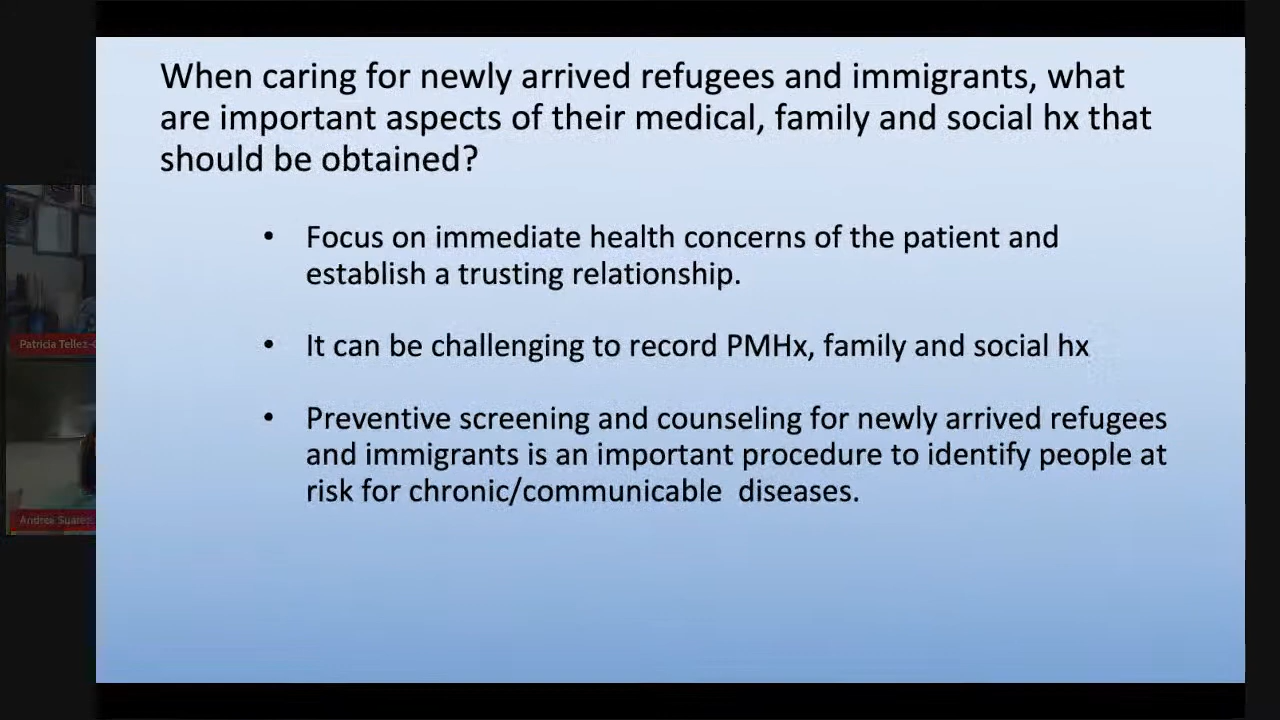 When caring for newly arrived refugees and immigrants, what
are important aspects of their medical, family and social hx that
should be obtained?
• Focus on immediate health concerns of the patient and
establish a trusting relationship.
• It can be challenging to record PMHx, family and social hx
• Preventive screening and counseling for newly arrived refugees
and immigrants is an important procedure to identify people at
risk for chronic/communicable diseases.
Patricia Tellez-
Andrea Suarez